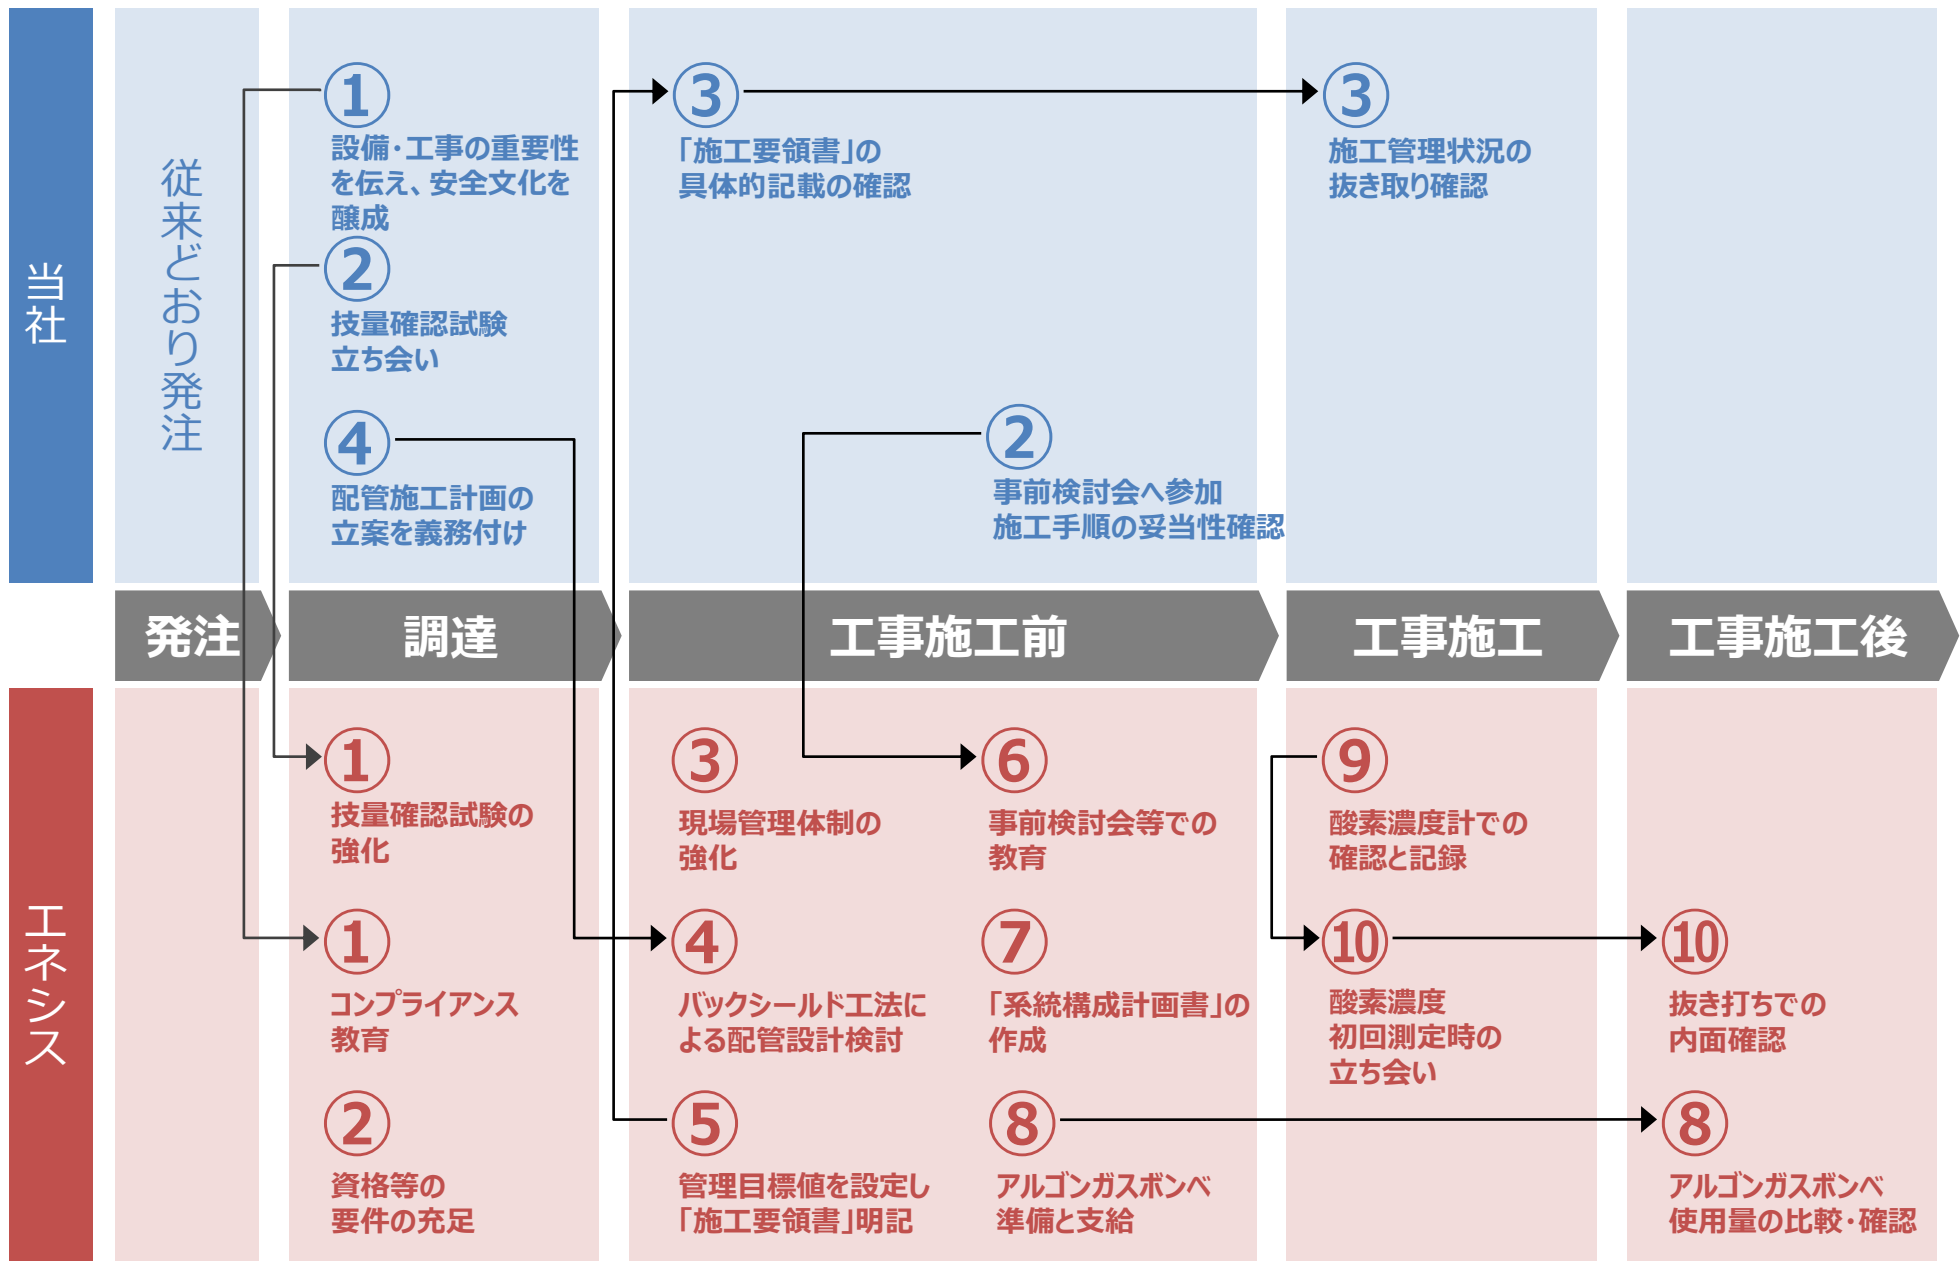 当社
従来どおり発注
①
設備・工事の重要性
を伝え、安全文化を
醸成
②
技量確認試験
立ち会い
④
配管施工計画の
立案を義務付け
③
「施工要領書」の
具体的記載の確認
②
事前検討会へ参加
施工手順の妥当性確認
③
施工管理状況の
抜き取り確認
発注
調達
工事施工前
工事施工
工事施工後
エネシス
①
技量確認試験の
強化
①
コンプライアンス
教育
②
資格等の
要件の充足
③
現場管理体制の
強化
④
バックシールド工法に
よる配管設計検討
⑤
管理目標値を設定し
「施工要領書」明記
⑥
事前検討会等での
教育
⑦
「系統構成計画書」の
作成
⑧
アルゴンガスボンベ
準備と支給
⑨
酸素濃度計での
確認と記録
⑩
酸素濃度
初回測定時の
立ち会い
⑩
抜き打ちでの
内面確認
⑧
アルゴンガスボンベ
使用量の比較・確認